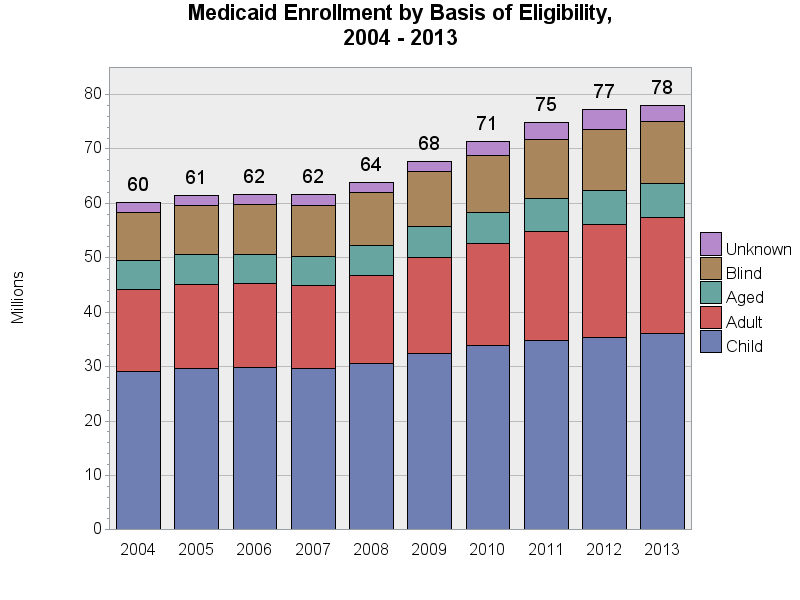 Medicaid Enrollment by Basis of Eligibility,
2004 - 2013
Millions
80
70
60
50
40
30
20
10
0
60
61
62
62
64
68
71
75
77
78
2004 2005 2006 2007 2008 2009 2010 2011 2012 2013
Unknown
Blind
Aged
Adult
Child